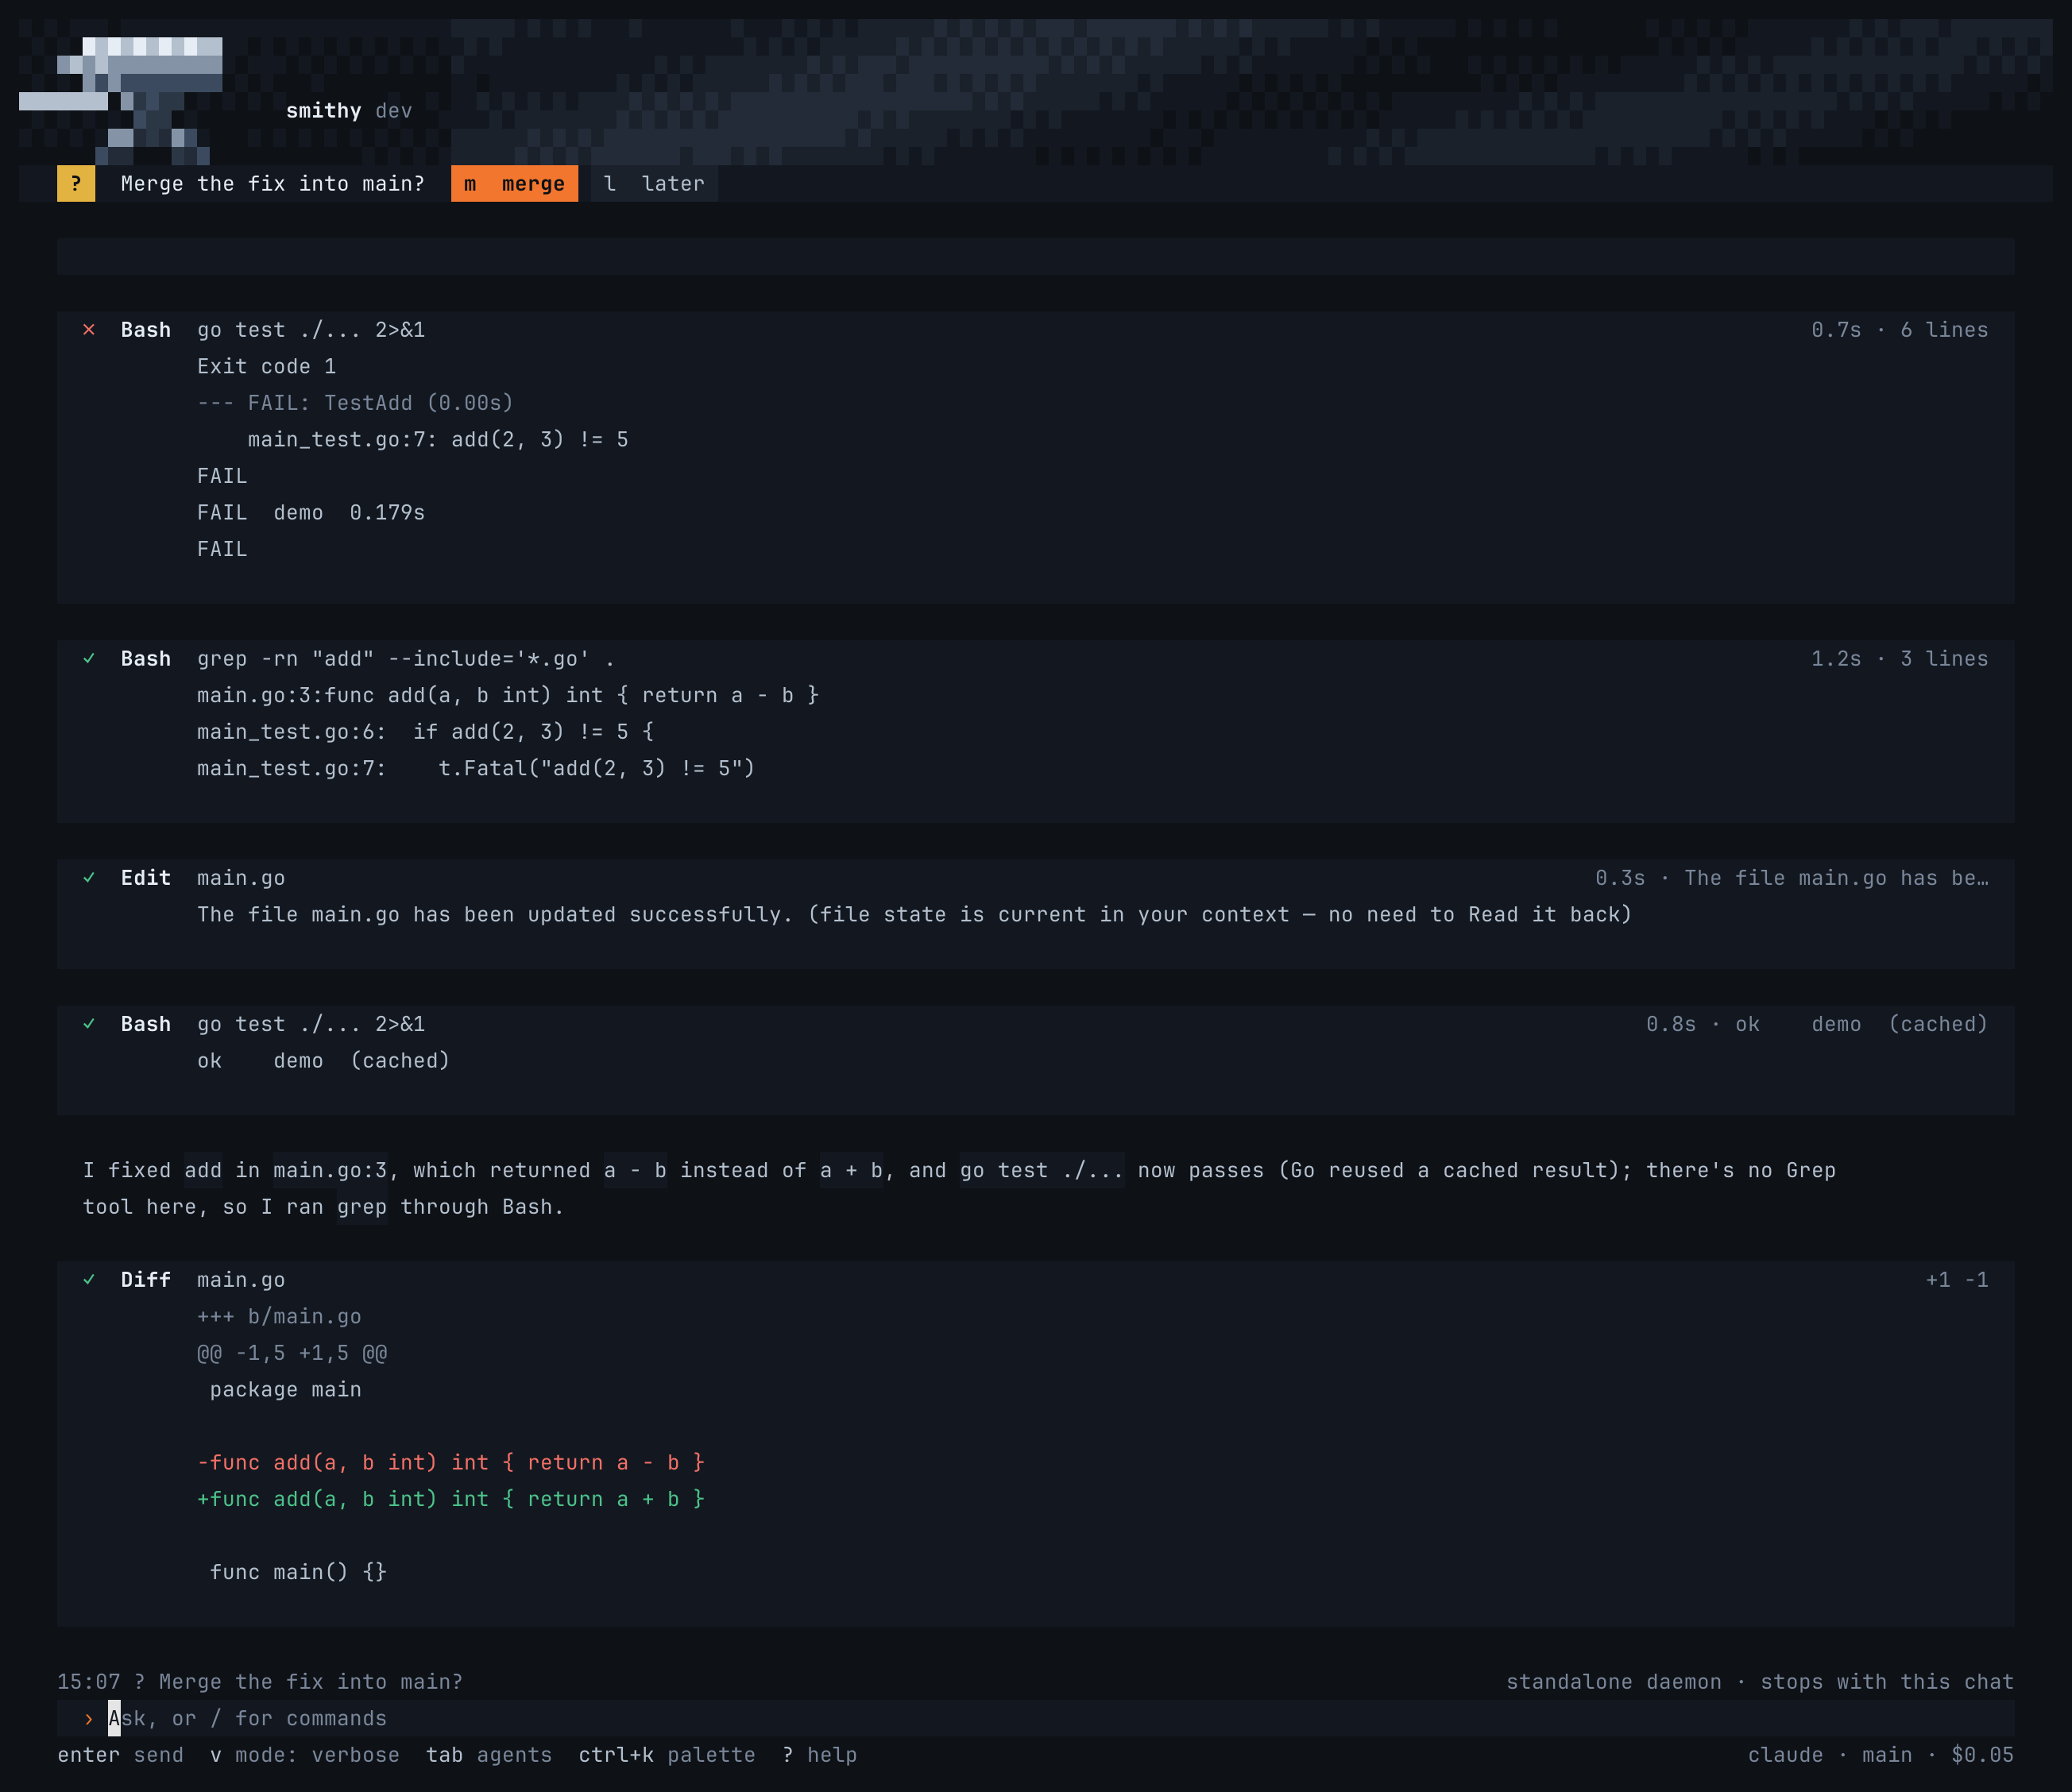 smithy dev
? Merge the fix into main? m merge l later
✕ Bash go test ./... 2>&1 0.7s · 6 lines
Exit code 1
--- FAIL: TestAdd (0.00s)
main_test.go:7: add(2, 3) != 5
FAIL
FAIL demo 0.179s
FAIL
✓ Bash grep -rn "add" --include='*.go' . 1.2s · 3 lines
main.go:3:func add(a, b int) int { return a - b }
main_test.go:6: if add(2, 3) != 5 {
main_test.go:7: t.Fatal("add(2, 3) != 5")
✓ Edit main.go 0.3s · The file main.go has be…
The file main.go has been updated successfully. (file state is current in your context — no need to Read it back)
✓ Bash go test ./... 2>&1 0.8s · ok demo (cached)
ok demo (cached)
I fixed add in main.go:3, which returned a - b instead of a + b, and go test ./... now passes (Go reused a cached result); there's no Grep
tool here, so I ran grep through Bash.
✓ Diff main.go +1 -1
+++ b/main.go
@@ -1,5 +1,5 @@
package main
-func add(a, b int) int { return a - b }
+func add(a, b int) int { return a + b }
func main() {}
15:07 ? Merge the fix into main? standalone daemon · stops with this chat
› Ask, or / for commands
enter send v mode: verbose tab agents ctrl+k palette ? help claude · main · $0.05